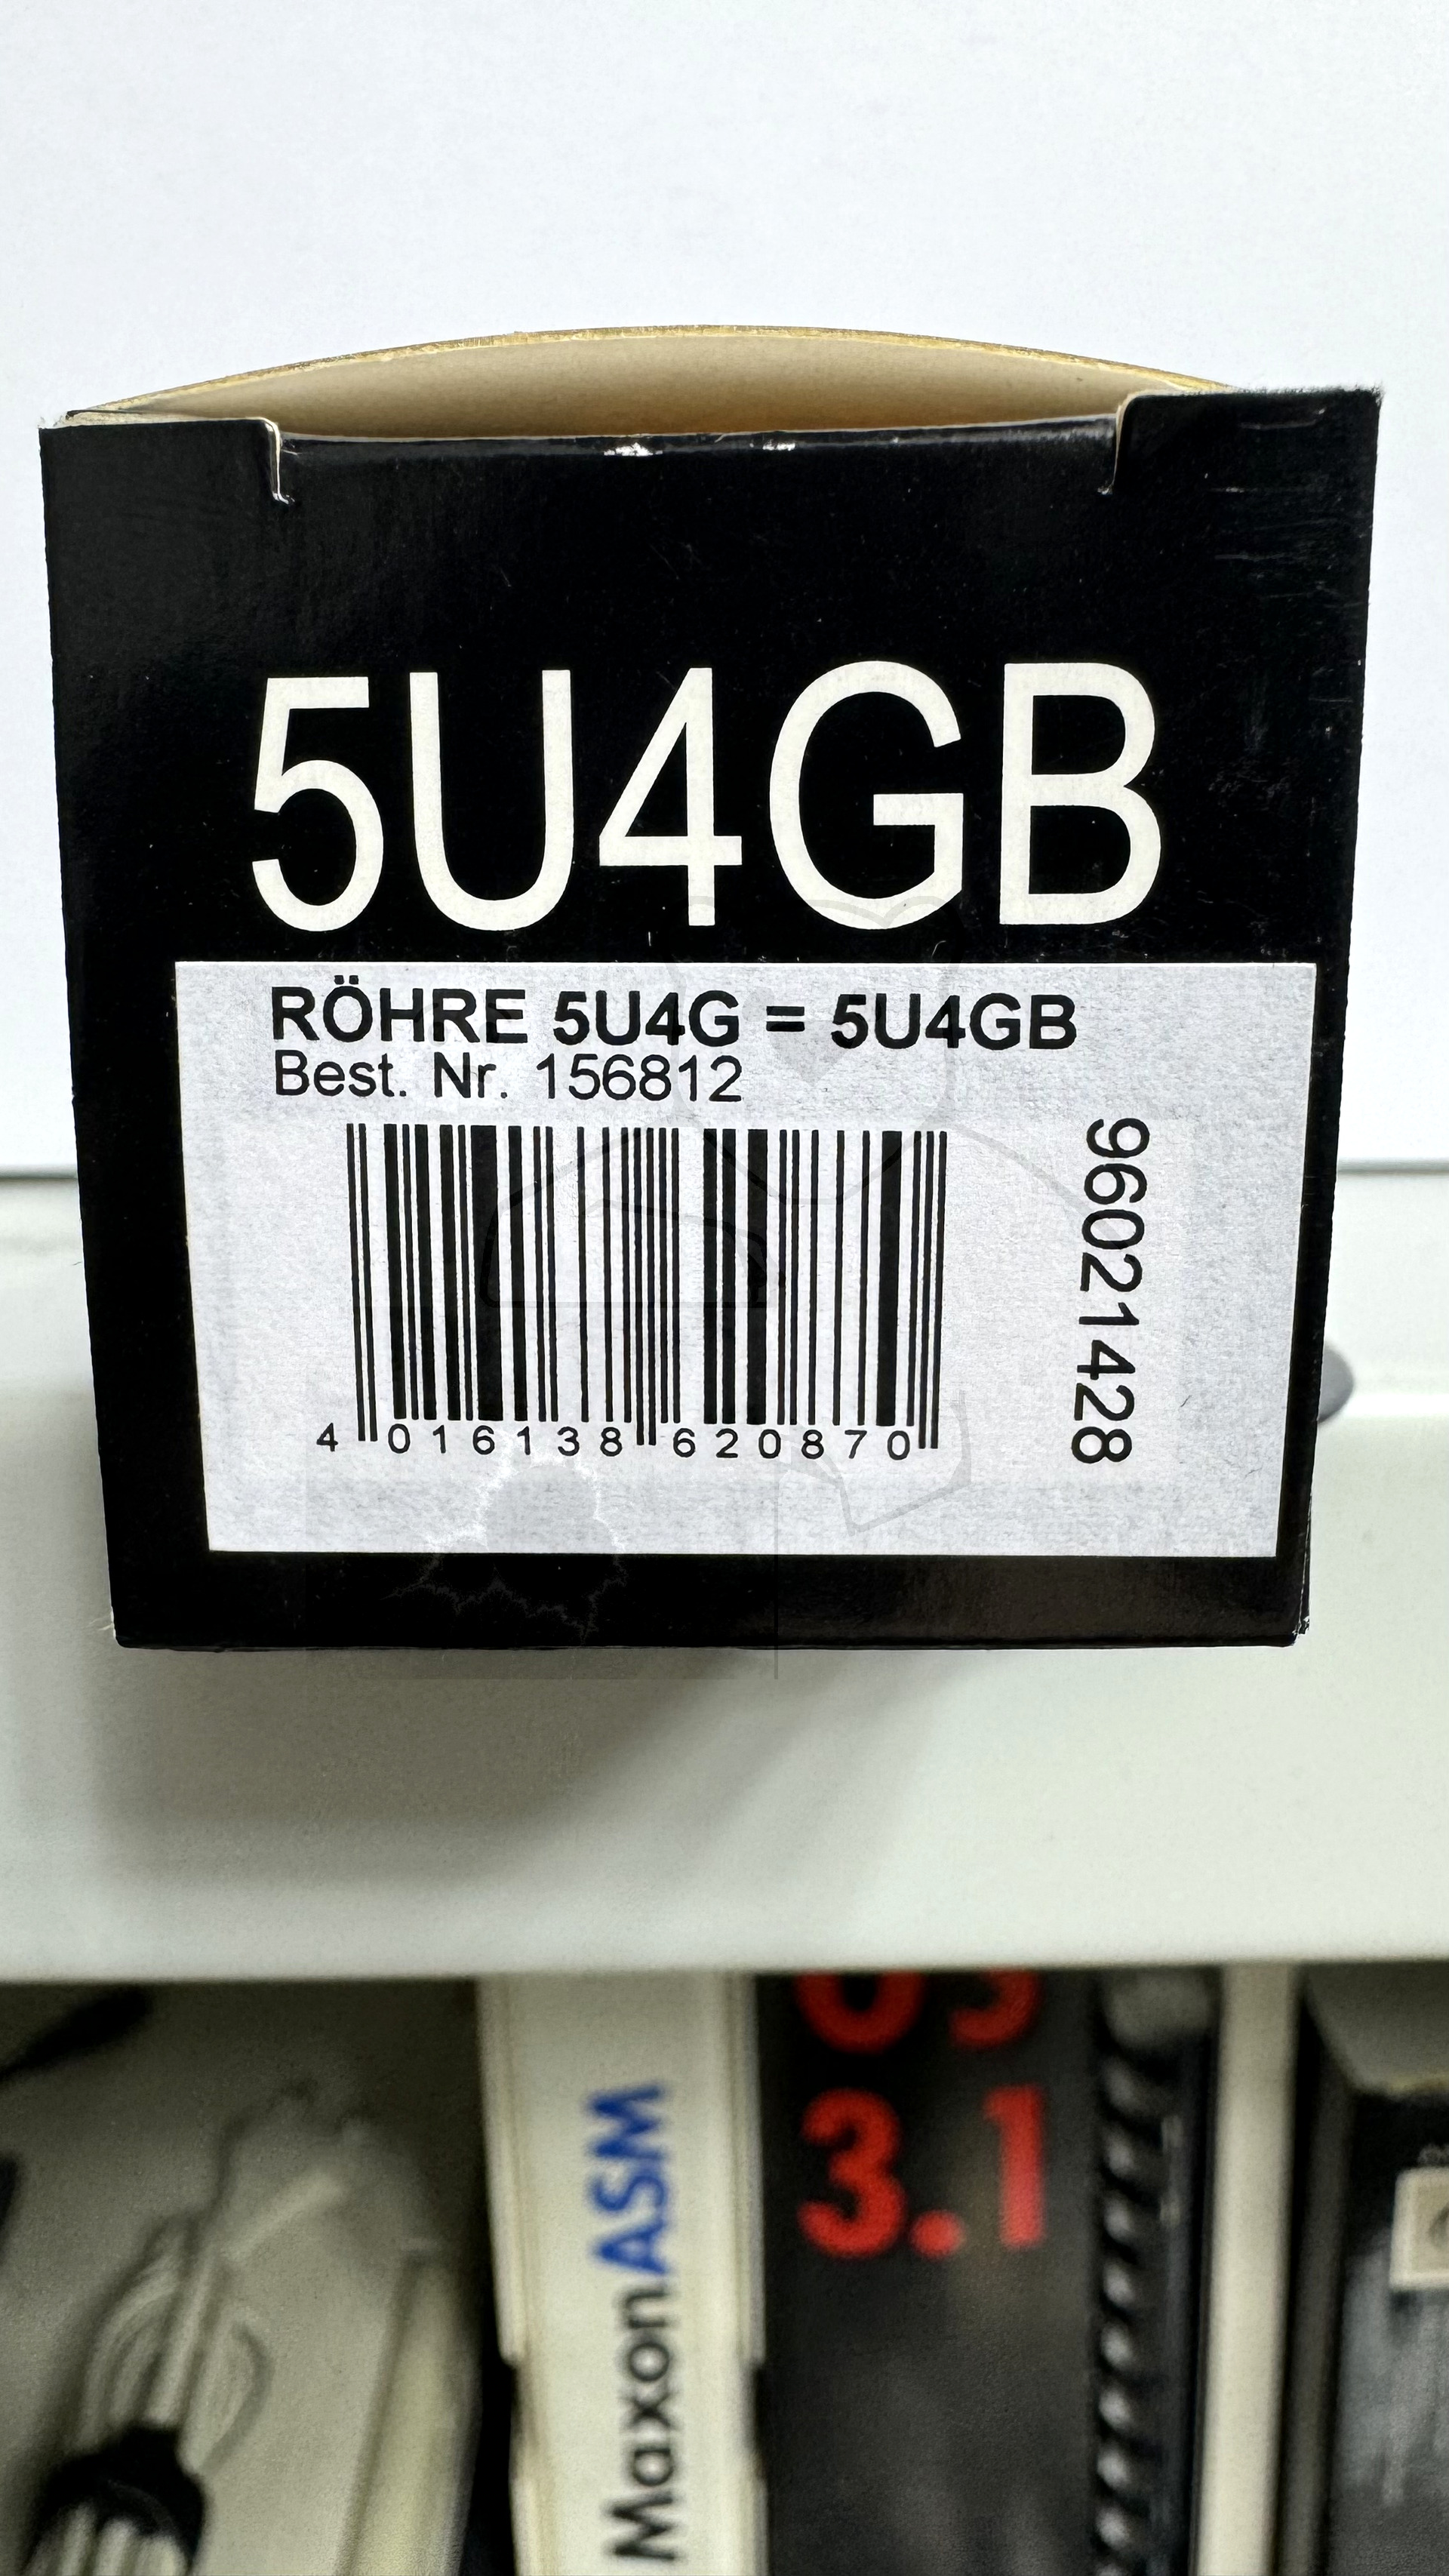 5U4GB
RÖHRE 5U4G = 5U4GB
Best. Nr. 156812
96021428
4 016138 620870
MaxonASM
3.1